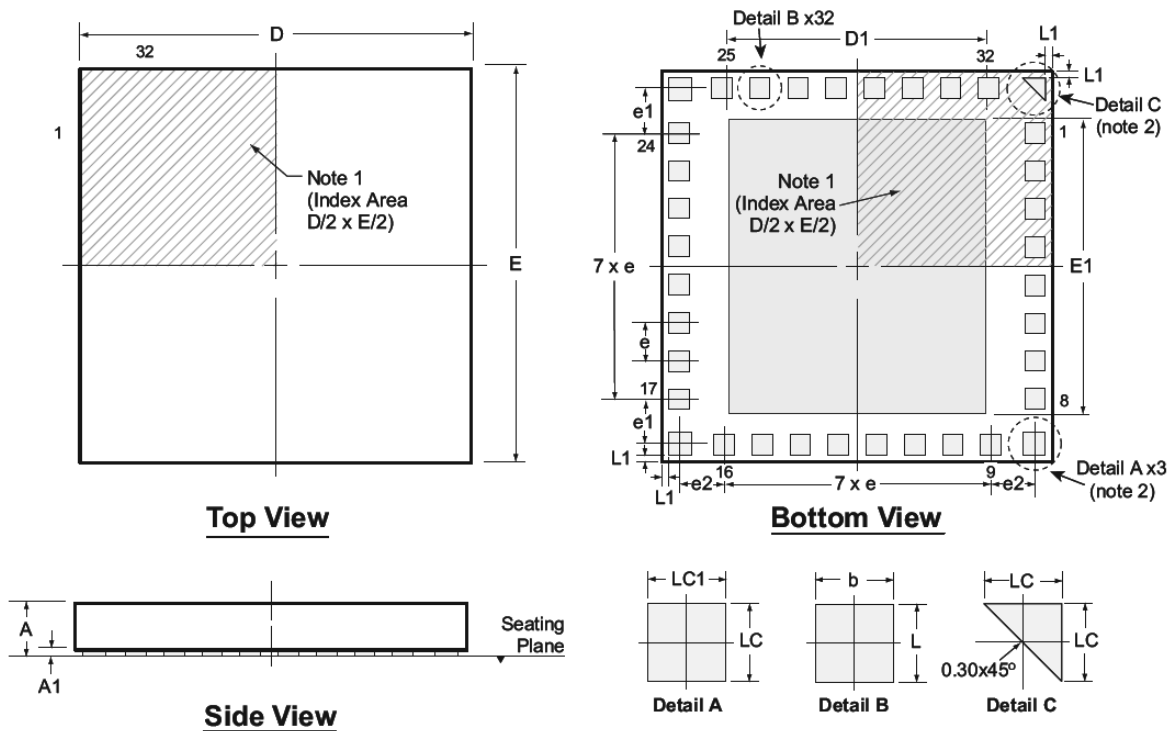 D
32
1
Note 1
(Index Area
D/2 x E/2)
E
Top View
Detail B x32
D1
25
32
L1
L1
Detail C
(note 2)
e1
24
1
Note 1
(Index Area
D/2 x E/2)
7 x e
E1
e
17
8
e1
L1
L1
e2
16
7 x e
9
e2
Detail A x3
(note 2)
Bottom View
A
A1
Seating
Plane
Side View
LC1
LC
Detail A
b
L
Detail B
LC
LC
0.30x45º
Detail C